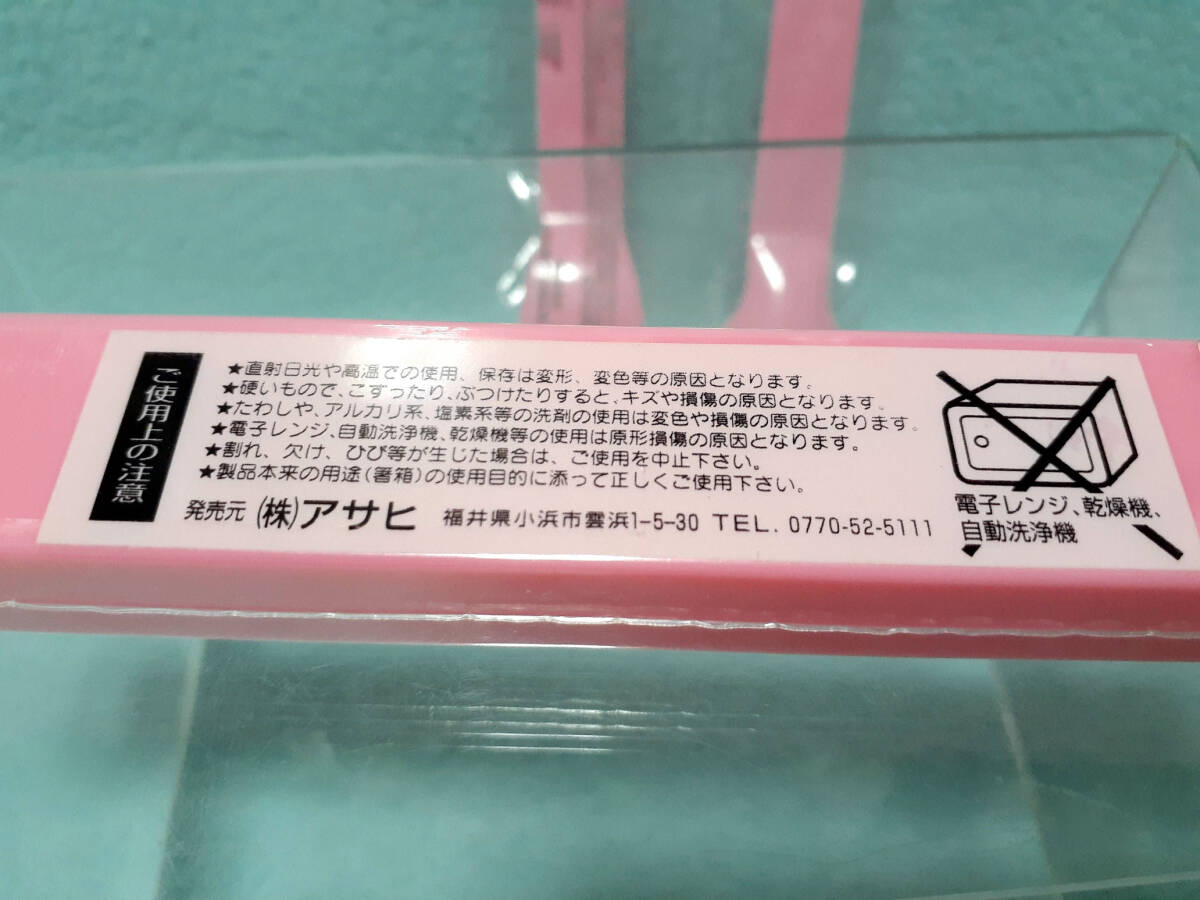 ご使用上の注意
★直射日光や高温での使用、保存は変形、変色等の原因となります。
★硬いもので、こすったり、ぶつけたりすると、キズや損傷の原因となります。
★たわしや、アルカリ系、塩素系等の洗剤の使用は変色や損傷の原因となります。
★電子レンジ、自動洗浄機、乾燥機等の使用は原形損傷の原因となります。
★割れ、欠け、ひび等が生じた場合は、ご使用を中止下さい。
★製品本来の用途(箸箱)の使用目的に添って正しくご使用下さい。
発売元 (株)アサヒ 福井県小浜市雲浜1-5-30 TEL. 0770-52-5111
電子レンジ、乾燥機、
自動洗浄機